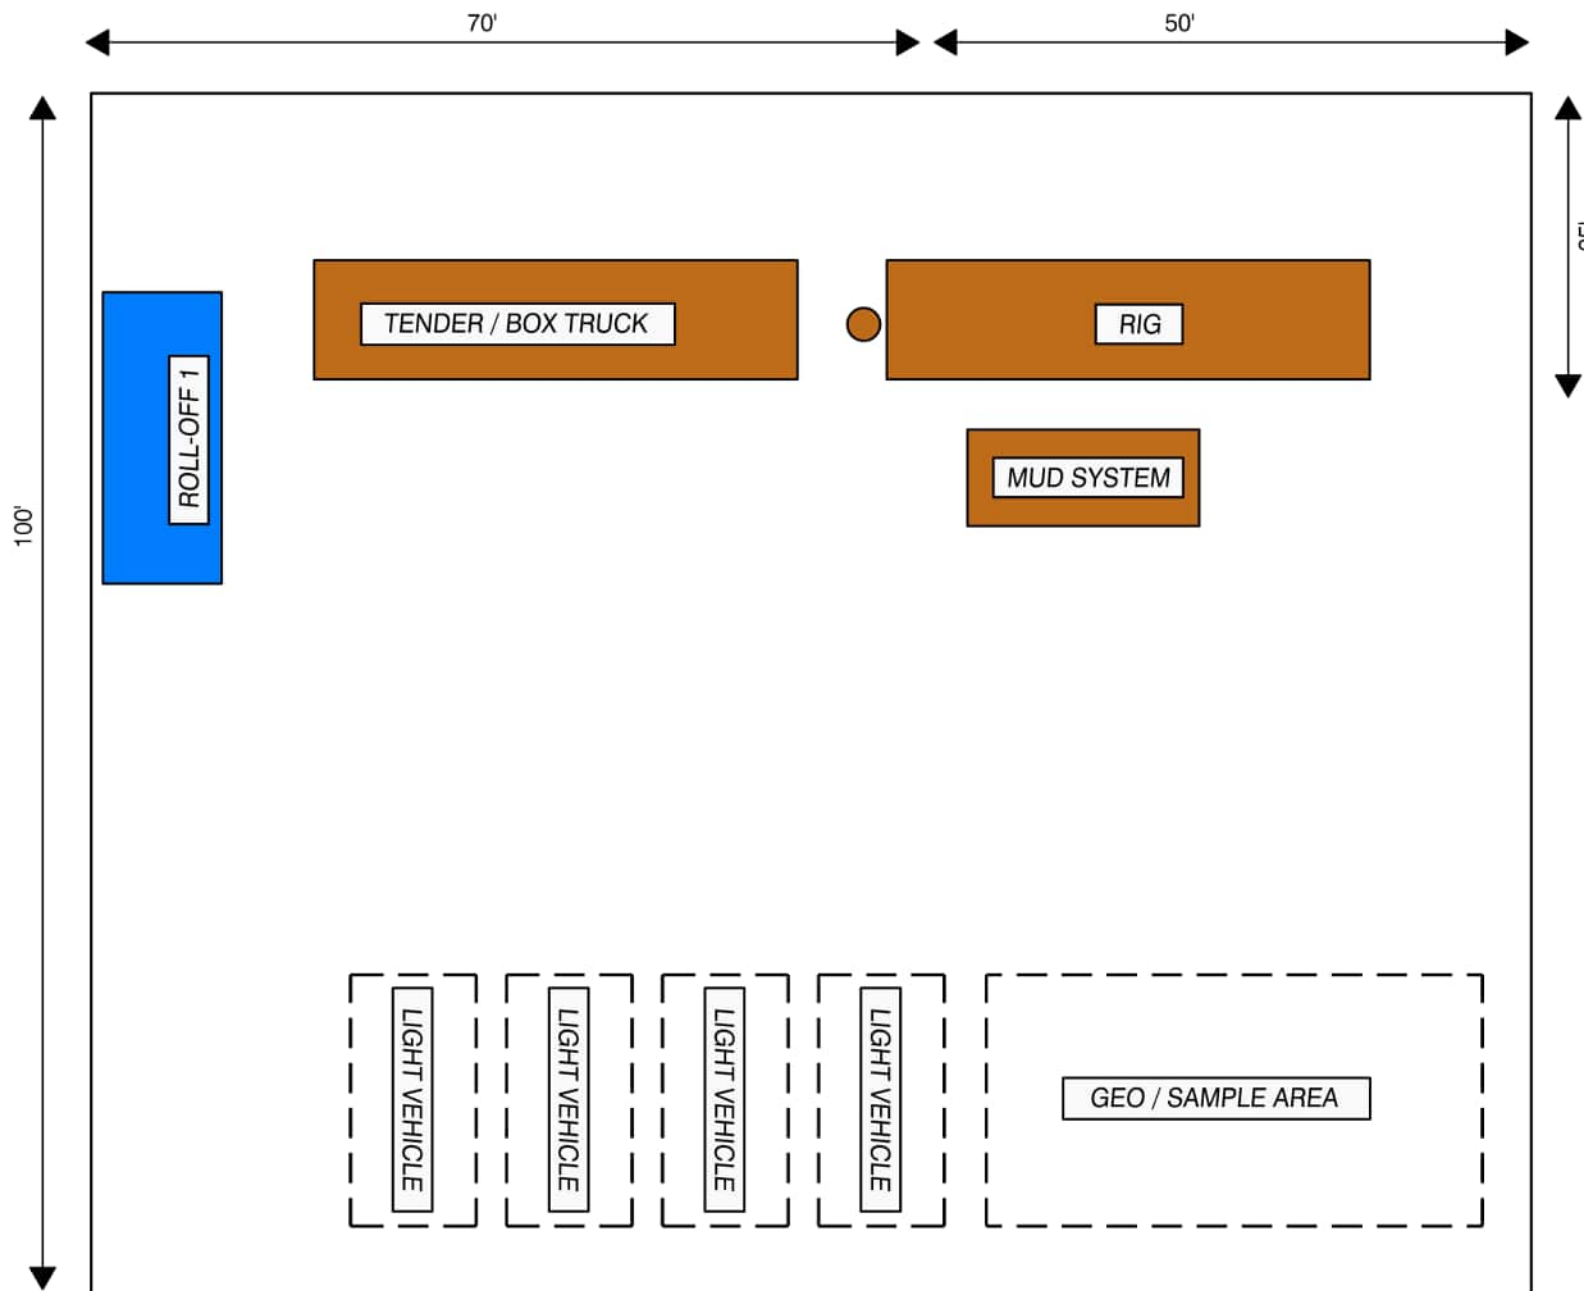 70'
50'
TENDER / BOX TRUCK
RIG
ROLL-OFF 1
MUD SYSTEM
100'
LIGHT VEHICLE
LIGHT VEHICLE
LIGHT VEHICLE
LIGHT VEHICLE
GEO / SAMPLE AREA